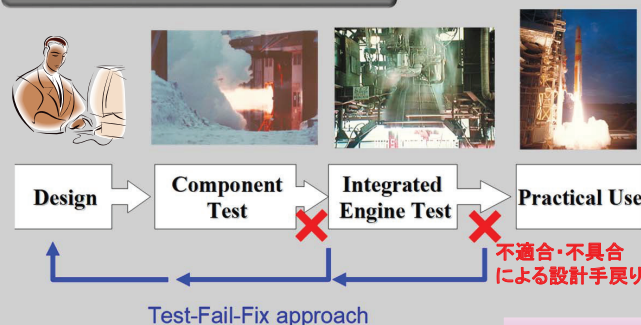 Design
Component
Test
Integrated
Engine Test
Practical Use
不適合・不具合
による設計手戻り
Test-Fail-Fix approach